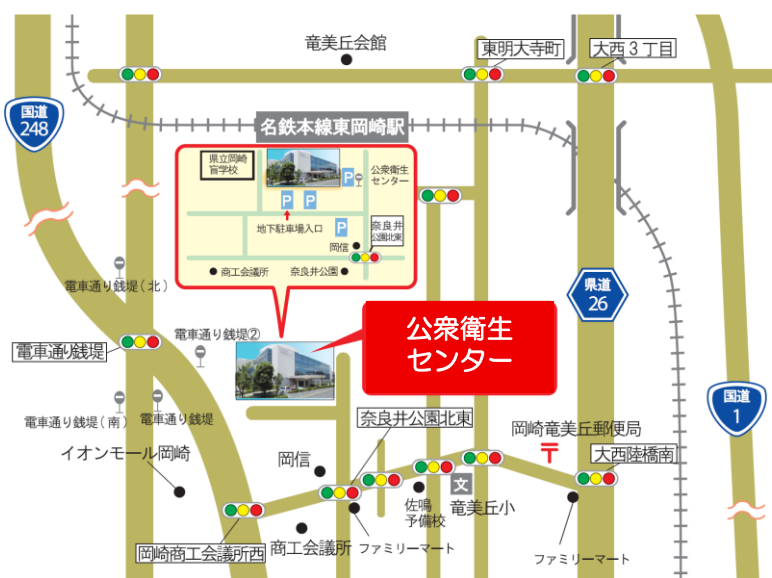 竜美丘会館
東明大寺町
大西3丁目
国道
248
名鉄本線東岡崎駅
県立岡崎
盲学校
公衆衛生
センター
P
P
P
地下駐車場入口
P
奈良井
公園北東
岡信
商工会議所
奈良井公園
電車通り銭堤(北)
県道
26
公衆衛生
センター
電車通り銭堤②
電車通り銭堤
国道
1
電車通り銭堤(南)
電車通り銭堤
奈良井公園北東
岡崎竜美丘郵便局
〒
イオンモール岡崎
岡信
大西陸橋南
文
佐鳴
予備校
竜美丘小
岡崎商工会議所西
商工会議所
ファミリーマート
ファミリーマート